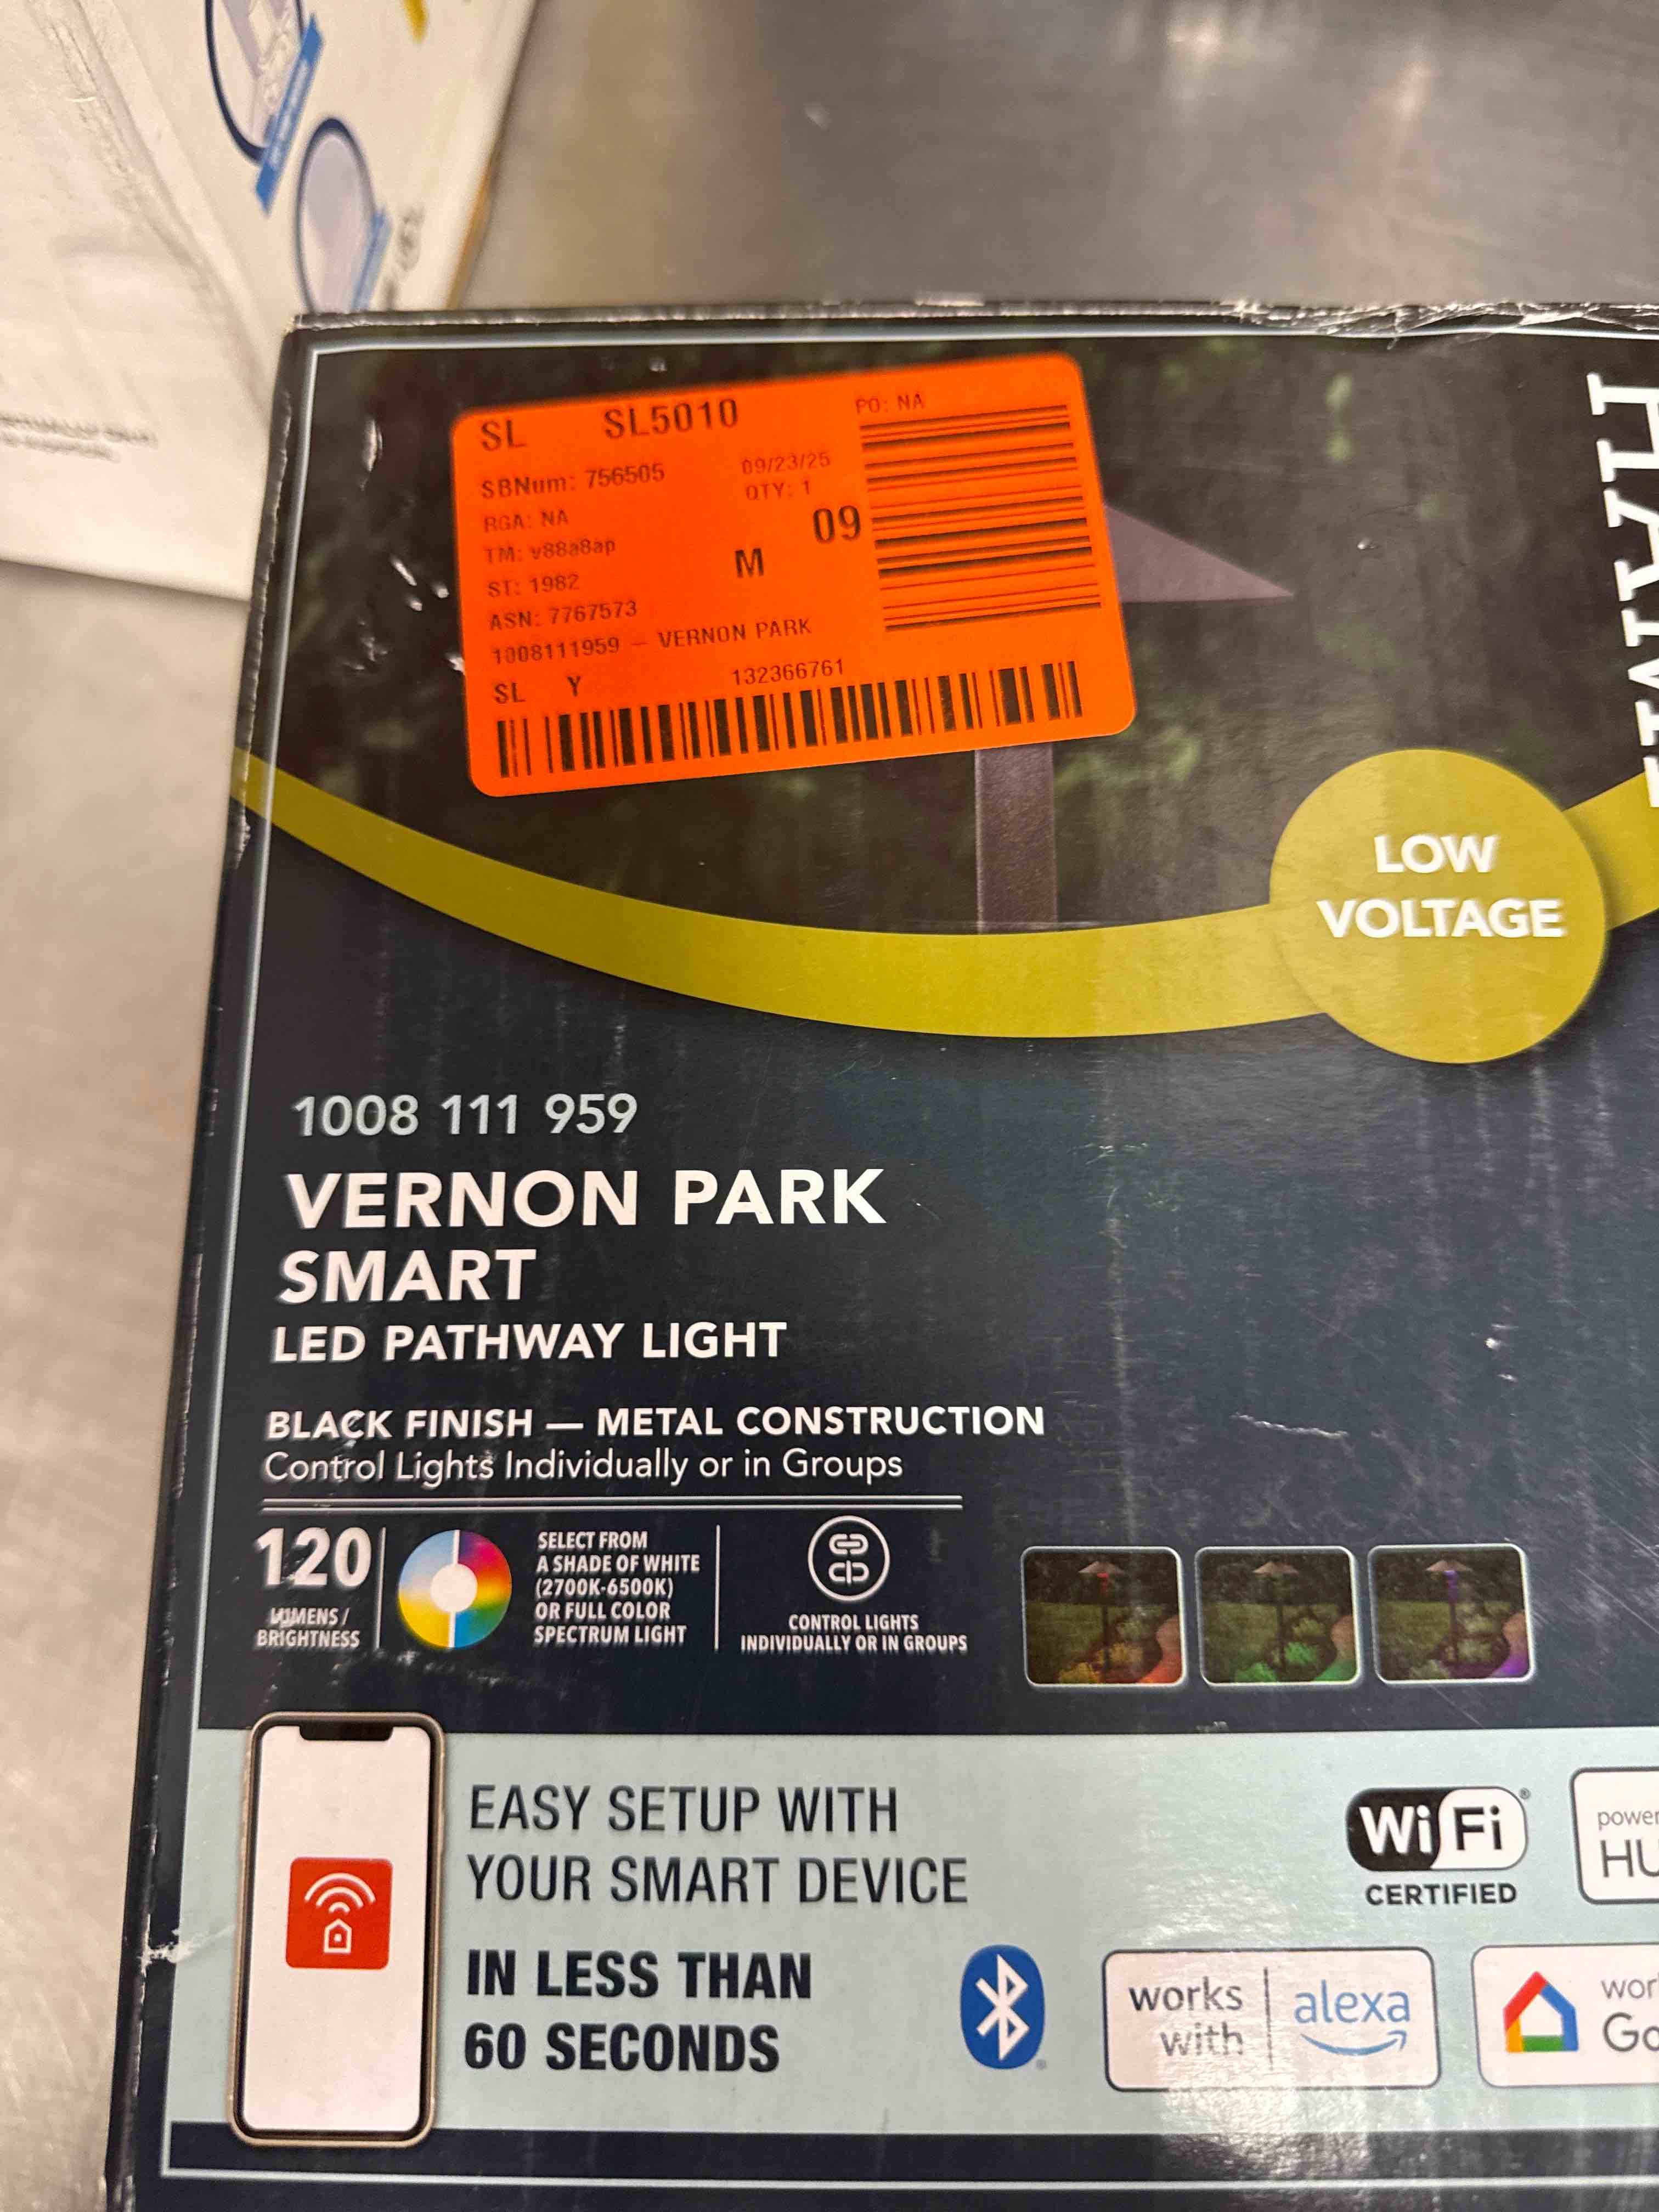 SL SL5010 PO: NA
SBNum: 756505 09/23/25
QTY: 1
RGA: NA
09
TM: v88a8ap
M
ST: 1982
ASN: 7767573
1008111959 — VERNON PARK
SL Y 132366761
LOW
VOLTAGE
1008 111 959
VERNON PARK
SMART
LED PATHWAY LIGHT
BLACK FINISH — METAL CONSTRUCTION
Control Lights Individually or in Groups
120
LUMENS /
BRIGHTNESS
SELECT FROM
A SHADE OF WHITE
(2700K-6500K)
OR FULL COLOR
SPECTRUM LIGHT
CONTROL LIGHTS
INDIVIDUALLY OR IN GROUPS
EASY SETUP WITH
YOUR SMART DEVICE
IN LESS THAN
60 SECONDS
WiFi
CERTIFIED
works
with
alexa